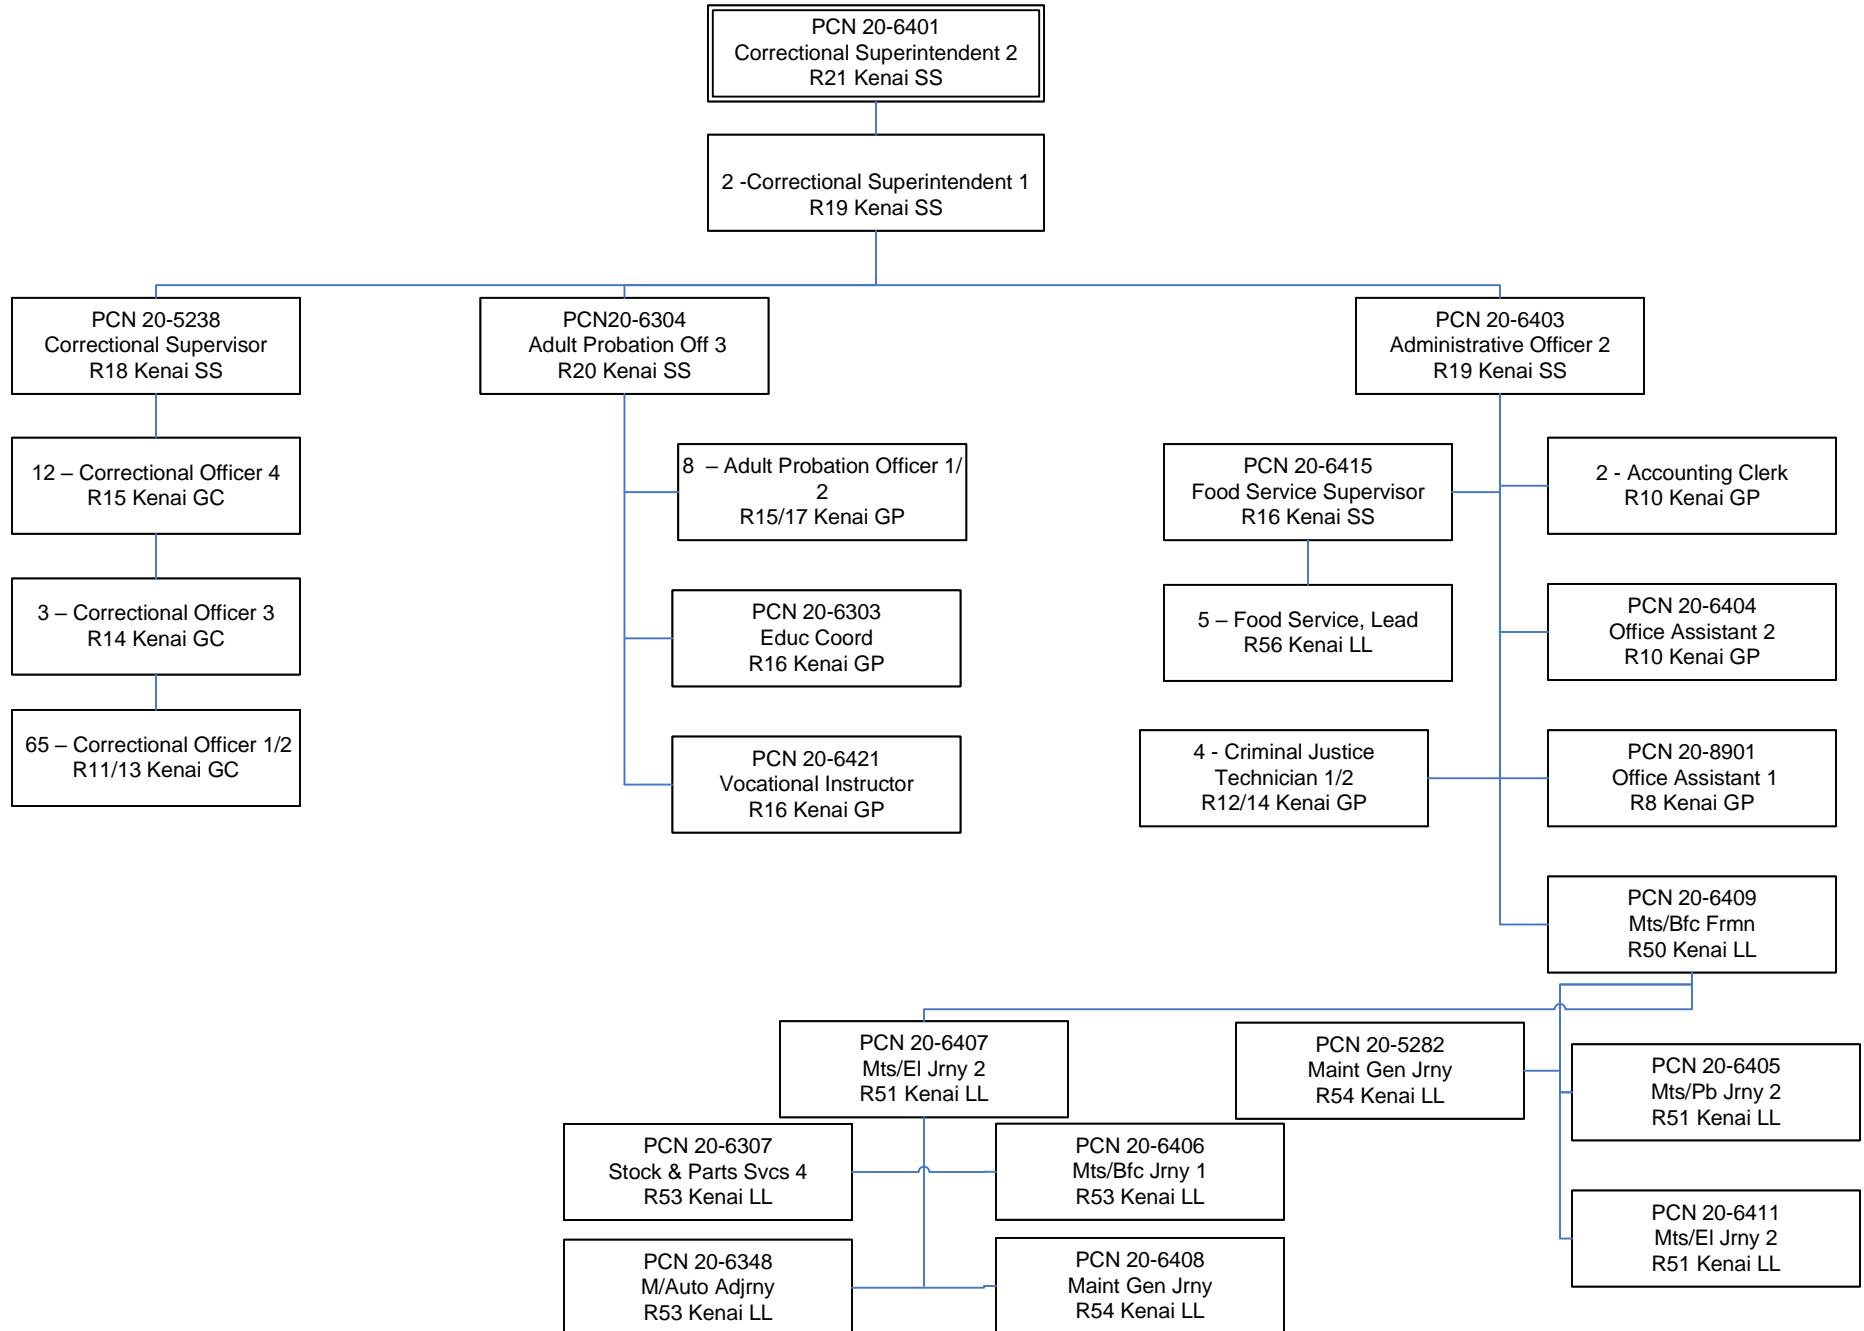 PCN 20-6401
Correctional Superintendent 2
R21 Kenai SS
2 -Correctional Superintendent 1
R19 Kenai SS
PCN 20-5238
Correctional Supervisor
R18 Kenai SS
PCN20-6304
Adult Probation Off 3
R20 Kenai SS
PCN 20-6403
Administrative Officer 2
R19 Kenai SS
12 – Correctional Officer 4
R15 Kenai GC
8 – Adult Probation Officer 1/
2
R15/17 Kenai GP
PCN 20-6415
Food Service Supervisor
R16 Kenai SS
2 - Accounting Clerk
R10 Kenai GP
3 – Correctional Officer 3
R14 Kenai GC
PCN 20-6303
Educ Coord
R16 Kenai GP
5 – Food Service, Lead
R56 Kenai LL
PCN 20-6404
Office Assistant 2
R10 Kenai GP
65 – Correctional Officer 1/2
R11/13 Kenai GC
PCN 20-6421
Vocational Instructor
R16 Kenai GP
4 - Criminal Justice
Technician 1/2
R12/14 Kenai GP
PCN 20-8901
Office Assistant 1
R8 Kenai GP
PCN 20-6409
Mts/Bfc Frmn
R50 Kenai LL
PCN 20-6407
Mts/El Jrny 2
R51 Kenai LL
PCN 20-5282
Maint Gen Jrny
R54 Kenai LL
PCN 20-6405
Mts/Pb Jrny 2
R51 Kenai LL
PCN 20-6307
Stock & Parts Svcs 4
R53 Kenai LL
PCN 20-6406
Mts/Bfc Jrny 1
R53 Kenai LL
PCN 20-6411
Mts/El Jrny 2
R51 Kenai LL
PCN 20-6348
M/Auto Adjrny
R53 Kenai LL
PCN 20-6408
Maint Gen Jrny
R54 Kenai LL